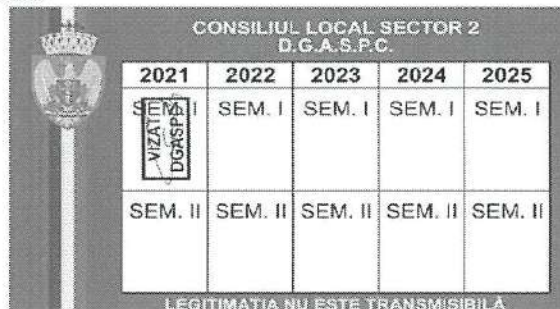 CONSILIUL LOCAL SECTOR 2
D.G.A.S.P.C.
2021 2022 2023 2024 2025
SEM. I SEM. I SEM. I SEM. I SEM. I
VIZAT
DGASPC
SEM. II SEM. II SEM. II SEM. II SEM. II
LEGITIMAȚIA NU ESTE TRANSMISIBILĂ